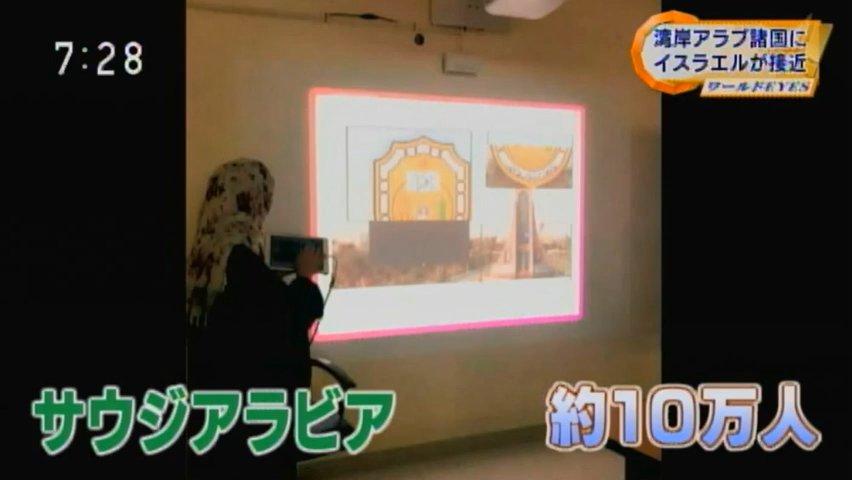 7:28
湾岸アラブ諸国に
イスラエルが接近
ワールドEYES
サウジアラビア
約10万人